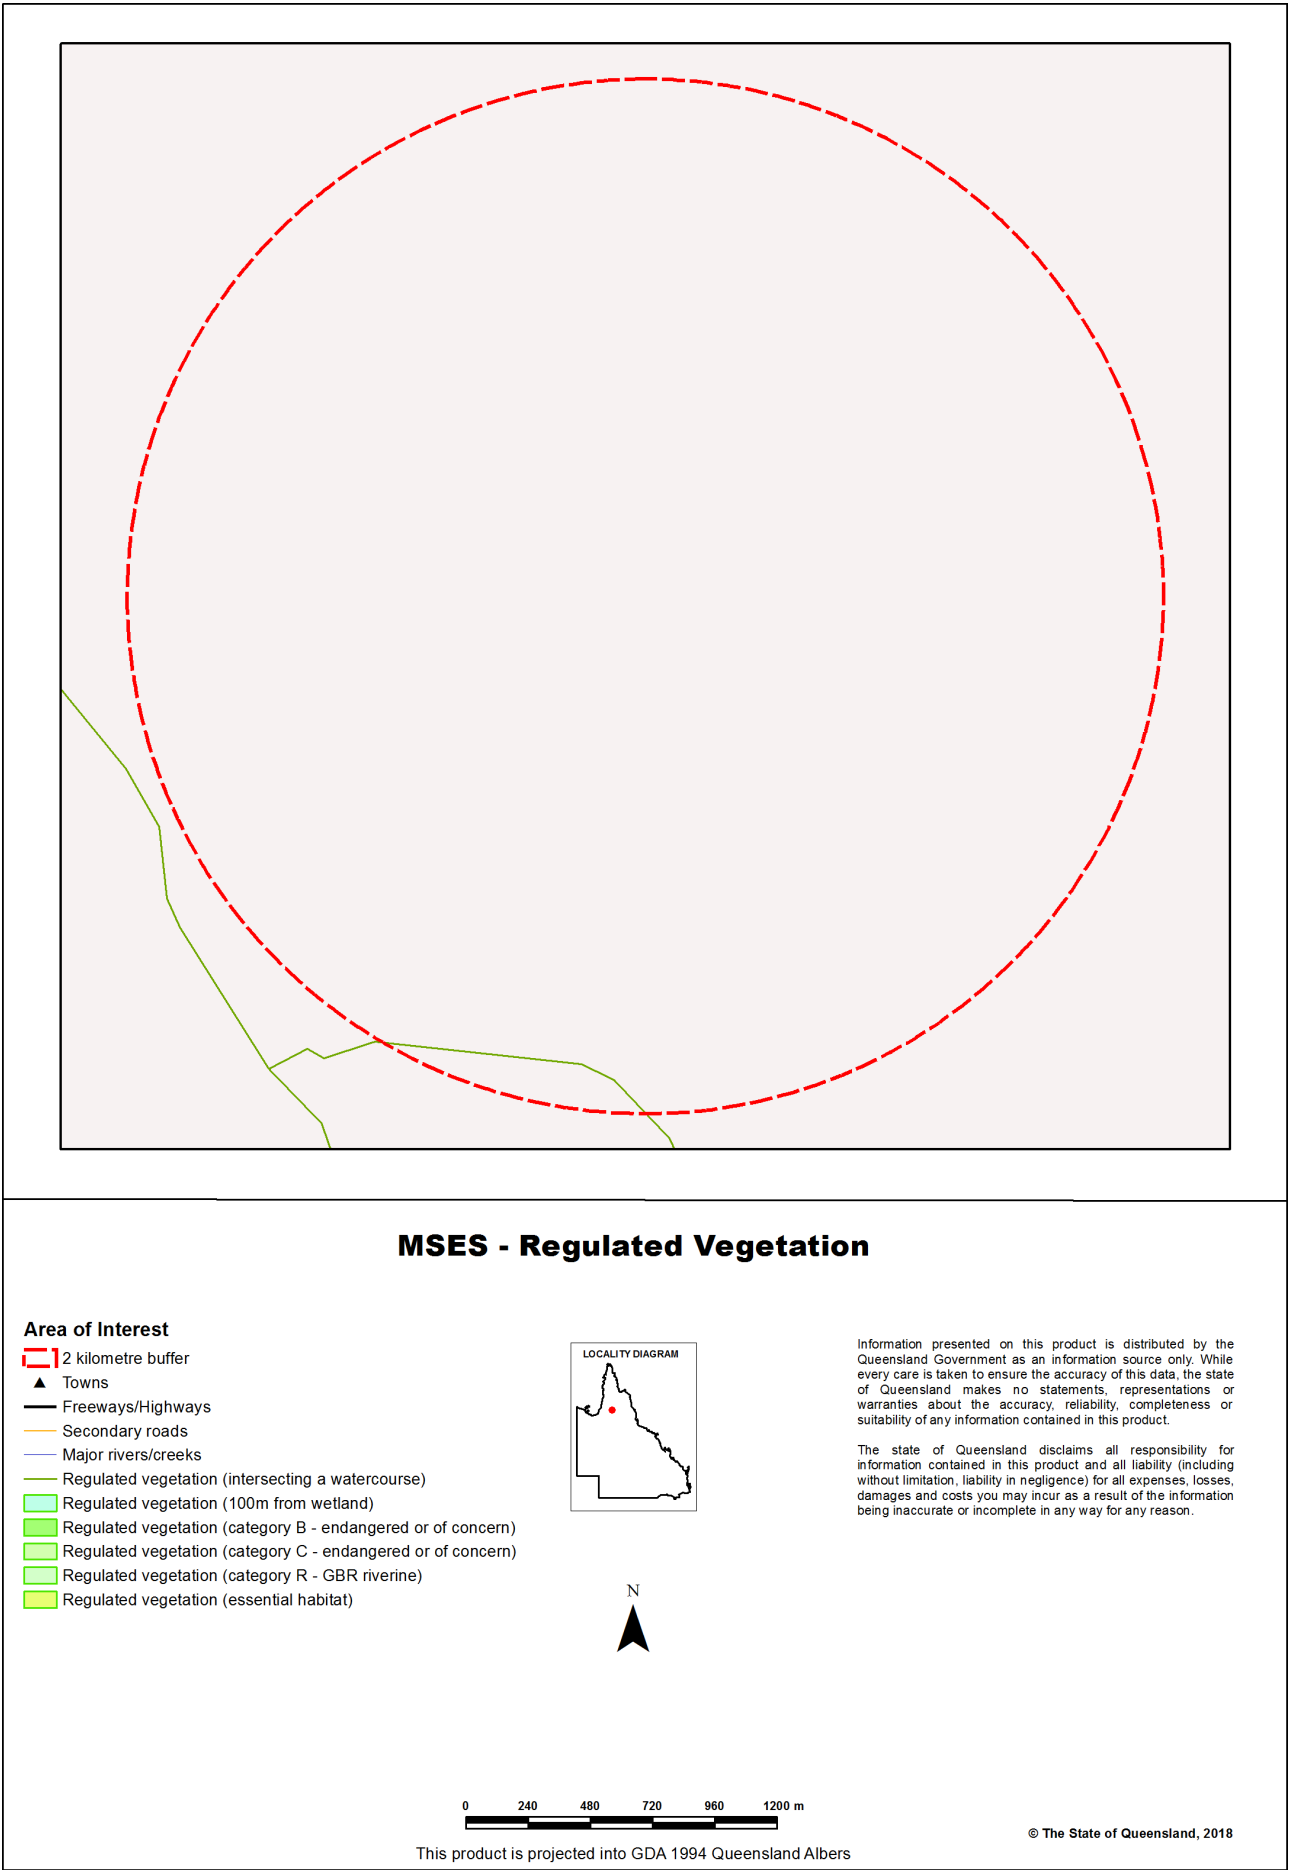 MSES - Regulated Vegetation
Area of Interest
2 kilometre buffer
Towns
Freeways/Highways
Secondary roads
Major rivers/creeks
Regulated vegetation (intersecting a watercourse)
Regulated vegetation (100m from wetland)
Regulated vegetation (category B - endangered or of concern)
Regulated vegetation (category C - endangered or of concern)
Regulated vegetation (category R - GBR riverine)
Regulated vegetation (essential habitat)
LOCALITY DIAGRAM
N
Information presented on this product is distributed by the
Queensland Government as an information source only. While
every care is taken to ensure the accuracy of this data, the state
of Queensland makes no statements, representations or
warranties about the accuracy, reliability, completeness or
suitability of any information contained in this product.
The state of Queensland disclaims all responsibility for
information contained in this product and all liability (including
without limitation, liability in negligence) for all expenses, losses,
damages and costs you may incur as a result of the information
being inaccurate or incomplete in any way for any reason.
0 240 480 720 960 1200 m
This product is projected into GDA 1994 Queensland Albers
© The State of Queensland, 2018